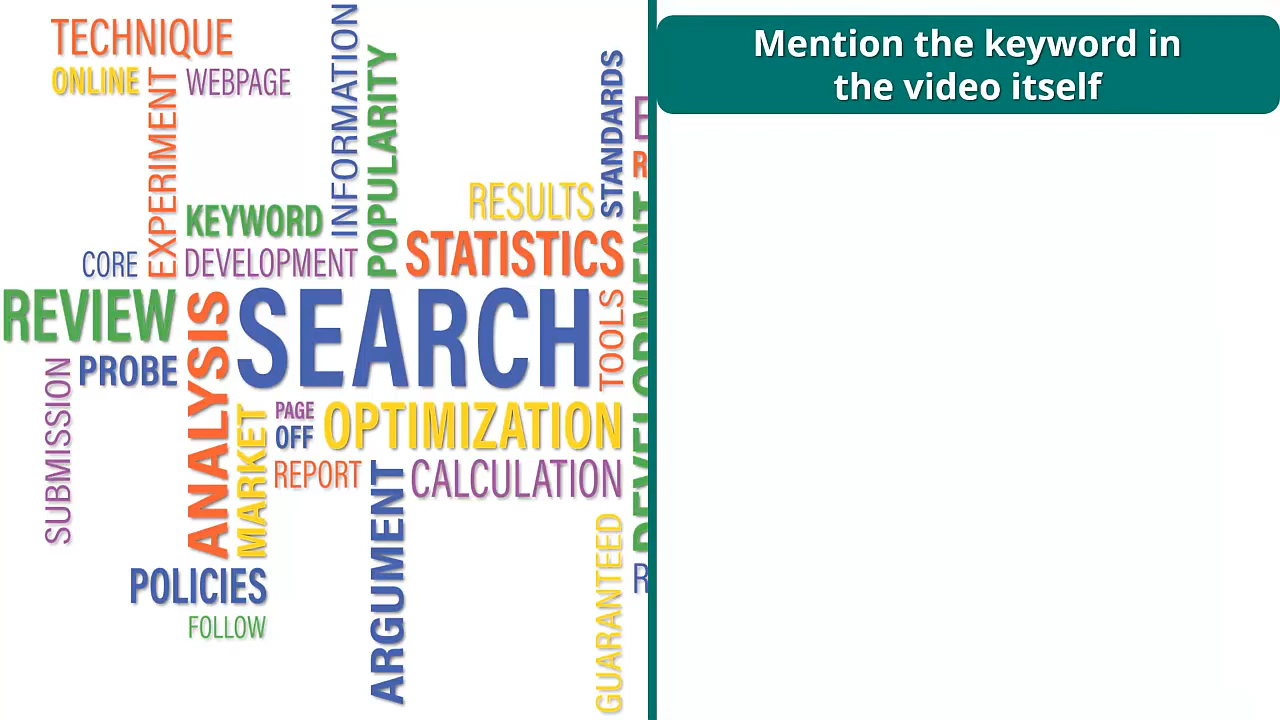 TECHNIQUE
ONLINE
WEBPAGE
EXPERIMENT
INFORMATION
POPULARITY
STANDARDS
KEYWORD
RESULTS
CORE
DEVELOPMENT
STATISTICS
REVIEW
ANALYSIS
SEARCH
TOOLS
PROBE
SUBMISSION
MARKET
PAGE
OFF
OPTIMIZATION
REPORT
ARGUMENT
CALCULATION
GUARANTEED
POLICIES
FOLLOW
DEVELOPMENT
Mention the keyword in
the video itself